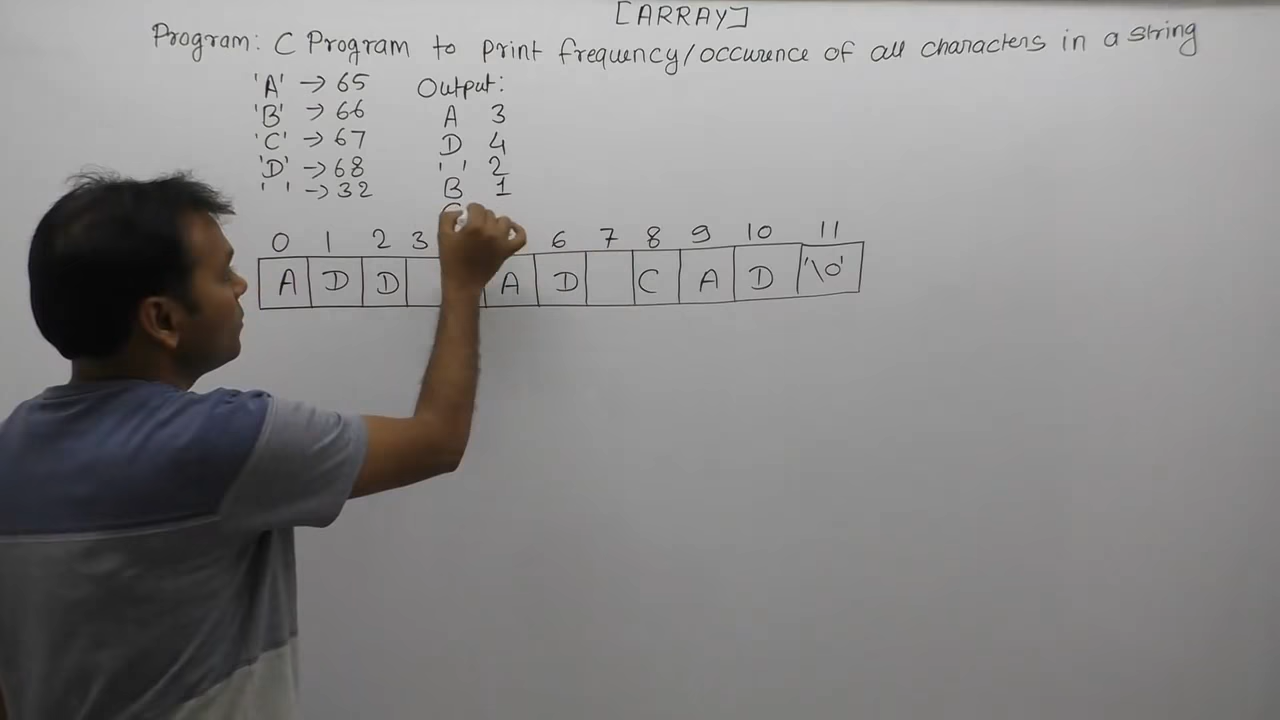 [ARRAY]
Program: C Program to print frequency/occurence of all characters in a string
'A' -> 65
'B' -> 66
'C' -> 67
'D' -> 68
' ' -> 32
Output:
A 3
D 4
' ' 2
B 1
0 1 2 3 6 7 8 9 10 11
A D D A D C A D '\0'